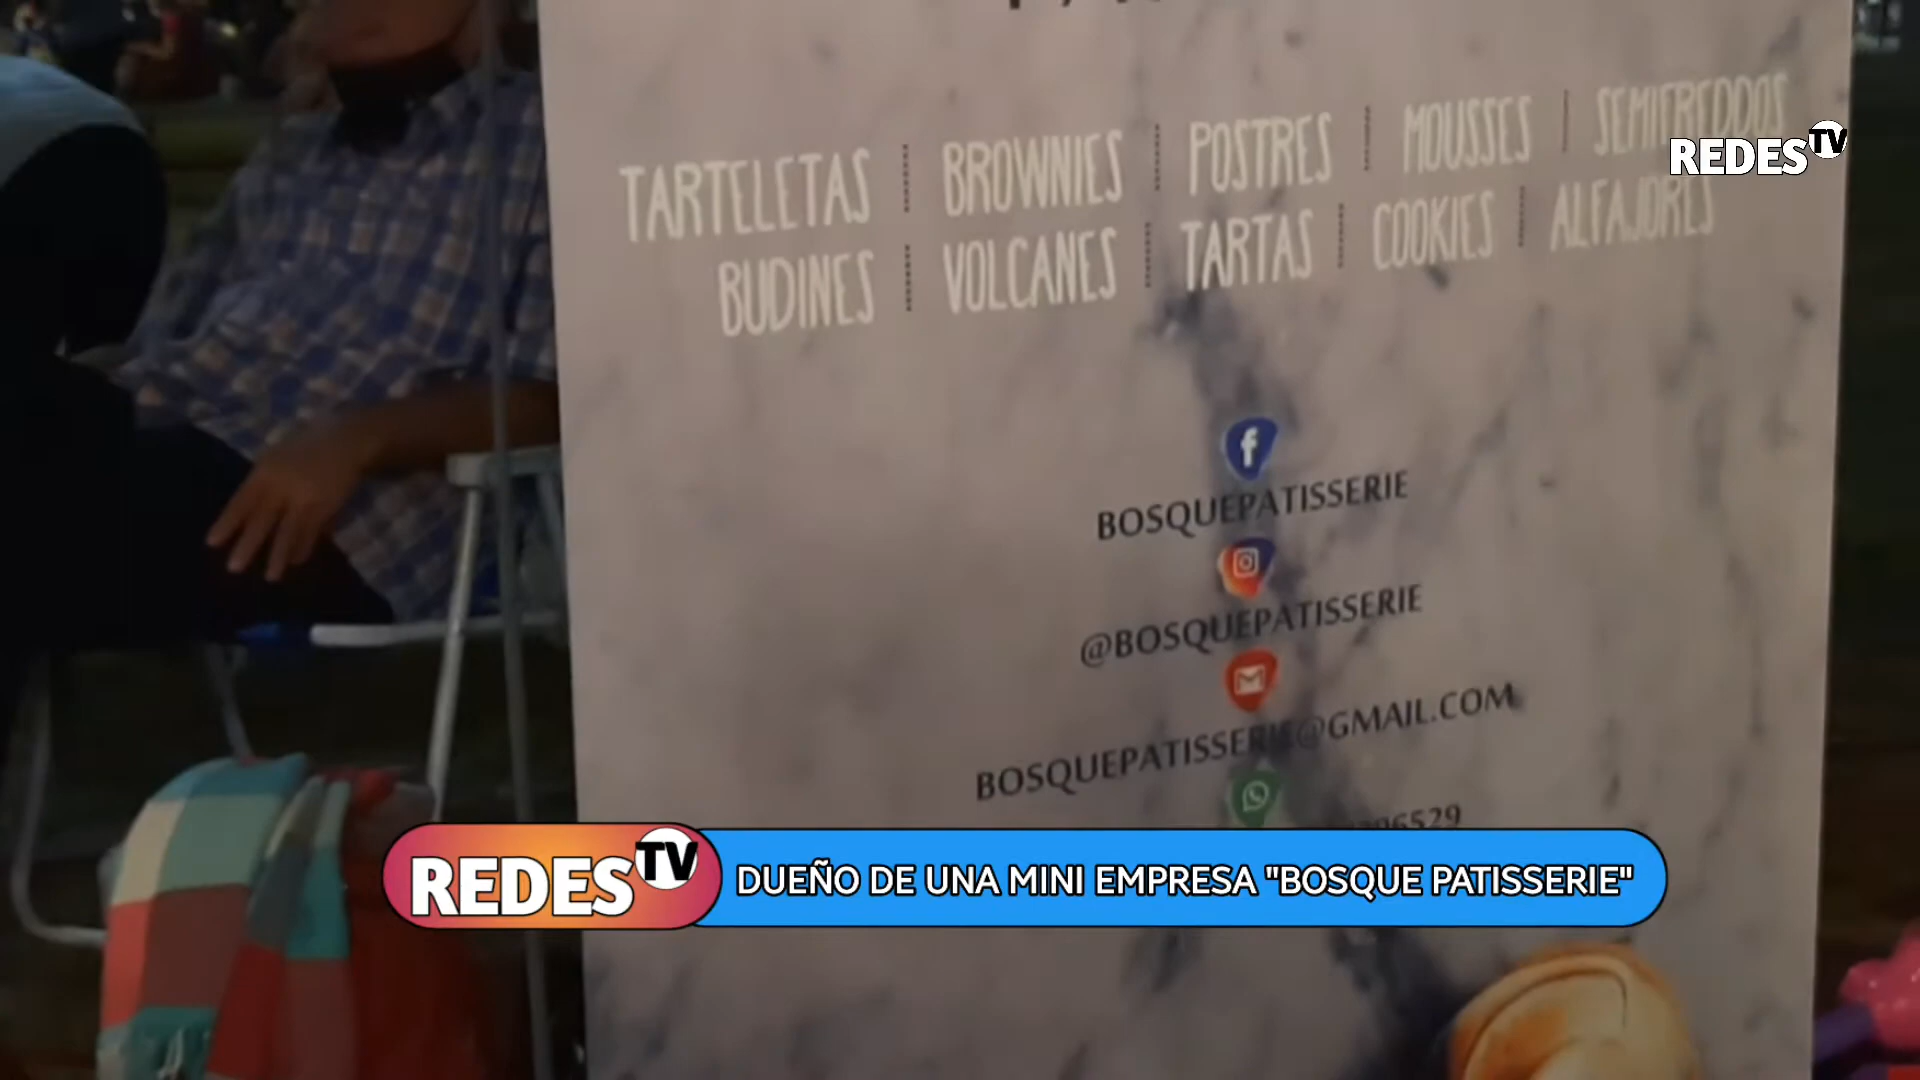 TARTELETAS | BROWNIES | POSTRES | MOUSSES | SEMIFREDDOS
BUDINES | VOLCANES | TARTAS | COOKIES | ALFAJORES
REDES TV
BOSQUEPATISSERIE
@BOSQUEPATISSERIE
BOSQUEPATISSERIE@GMAIL.COM
6529
REDES TV
DUEÑO DE UNA MINI EMPRESA "BOSQUE PATISSERIE"